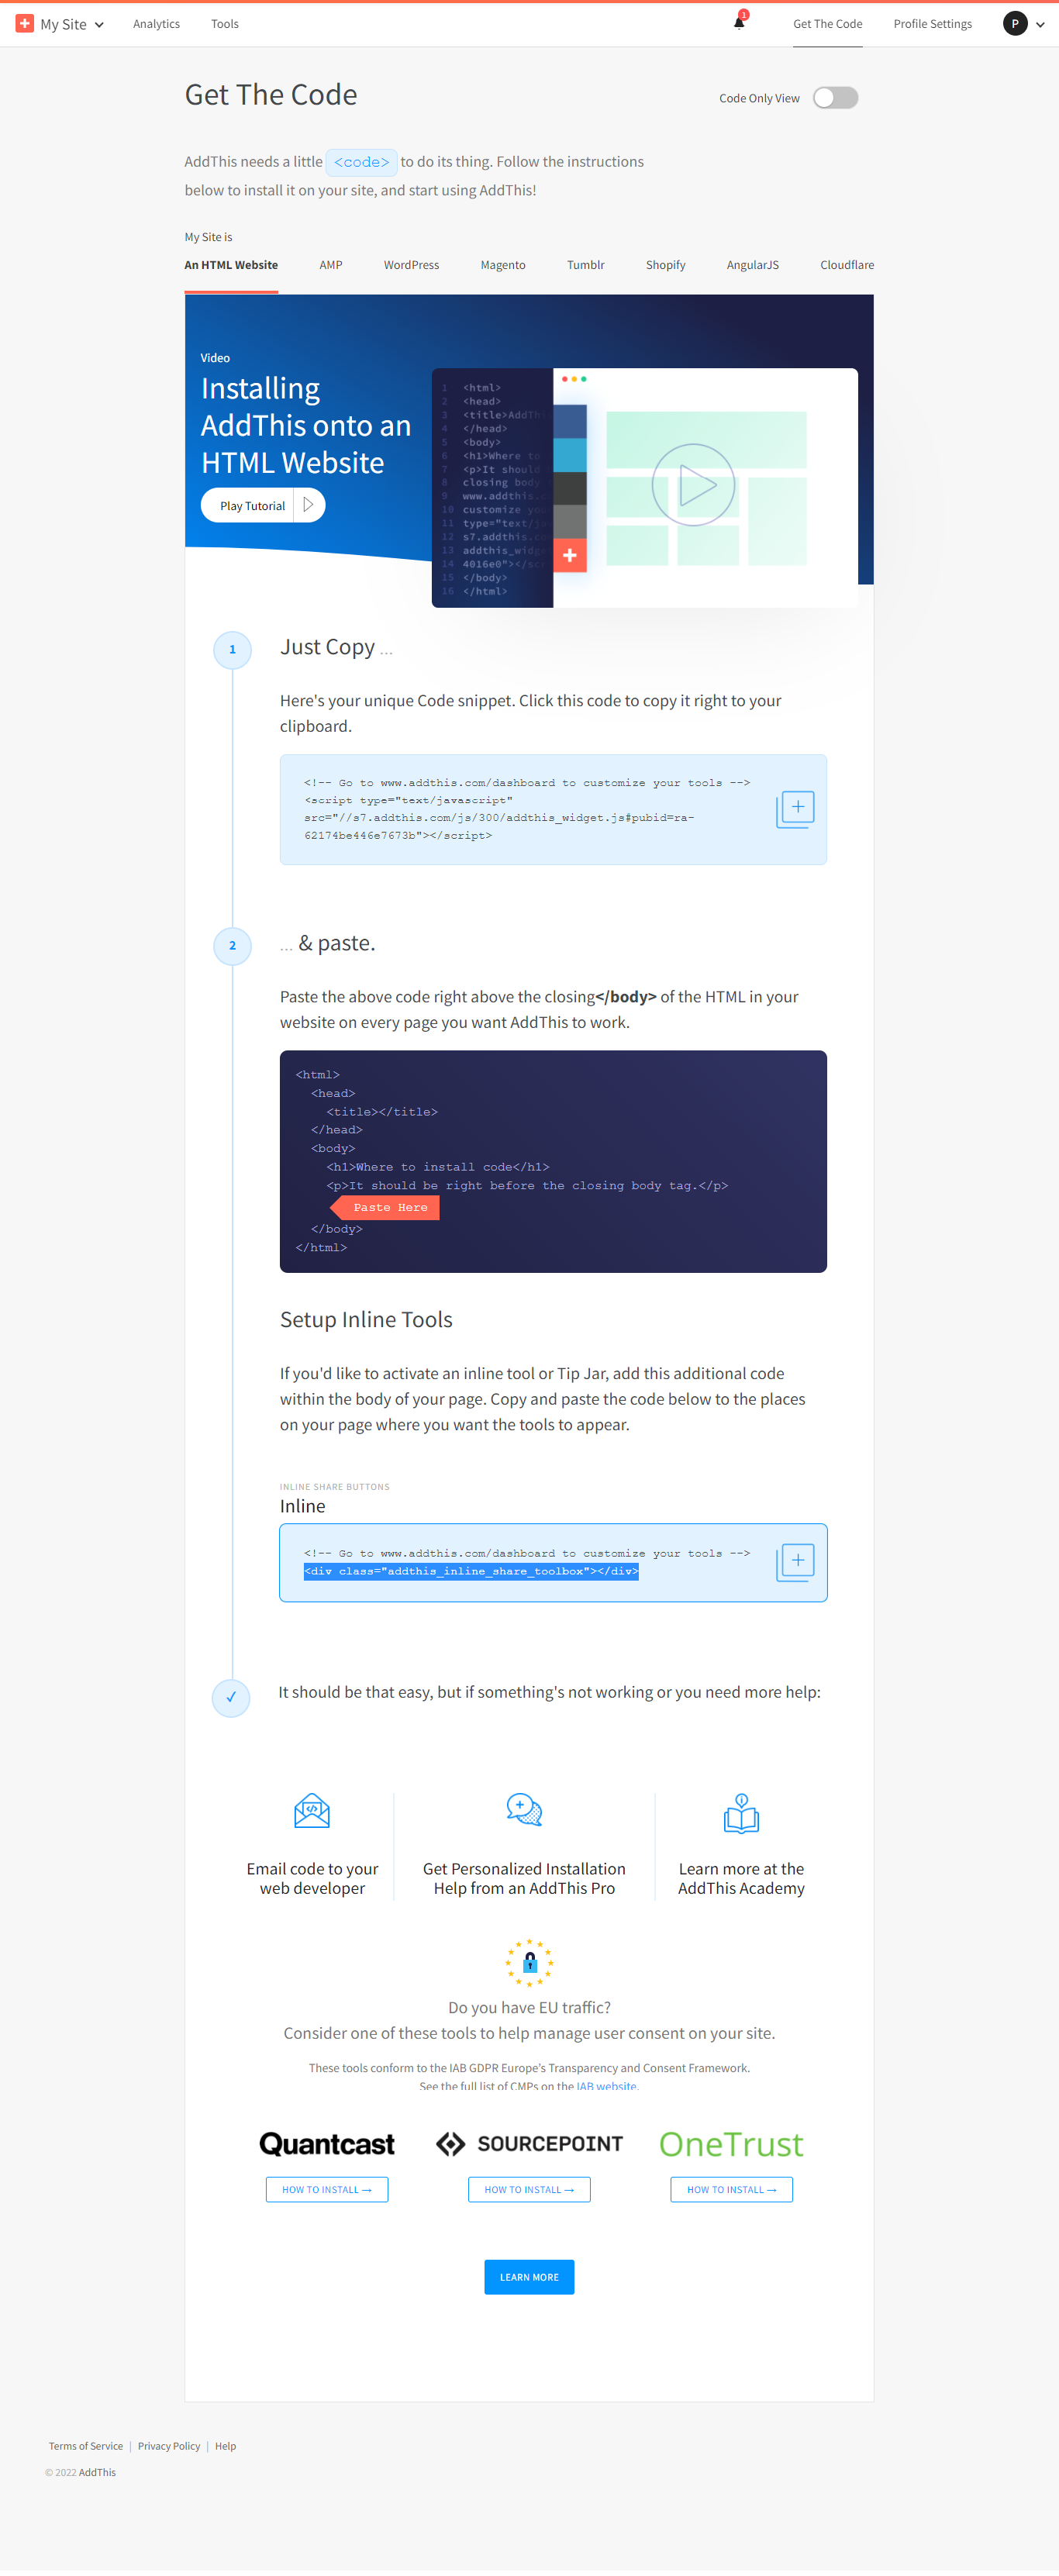 My Site
Analytics
Tools
1
Get The Code
Profile Settings
P
Get The Code
Code Only View
AddThis needs a little <code> to do its thing. Follow the instructions
below to install it on your site, and start using AddThis!
My Site is
An HTML Website
AMP
WordPress
Magento
Tumblr
Shopify
AngularJS
Cloudflare
Video
Installing
AddThis onto an
HTML Website
Play Tutorial
1 <html>
2 <head>
3 <title>AddThis
4 </head>
5 <body>
6 <h1>Where to
7 <p>It should
8 closing body
9 www.addthis.
10 customize you
11 type="text/ja
12 s7.addthis.co
13 addthis_widg
14 4016e0"></scr
15 </body>
16 </html>
1
Just Copy ...
Here's your unique Code snippet. Click this code to copy it right to your
clipboard.
<!-- Go to www.addthis.com/dashboard to customize your tools -->
<script type="text/javascript"
src="//s7.addthis.com/js/300/addthis_widget.js#pubid=ra-
62174be446e7673b"></script>
2
... & paste.
Paste the above code right above the closing</body> of the HTML in your
website on every page you want AddThis to work.
<html>
<head>
<title></title>
</head>
<body>
<h1>Where to install code</h1>
<p>It should be right before the closing body tag.</p>
Paste Here
</body>
</html>
Setup Inline Tools
If you'd like to activate an inline tool or Tip Jar, add this additional code
within the body of your page. Copy and paste the code below to the places
on your page where you want the tools to appear.
INLINE SHARE BUTTONS
Inline
<!-- Go to www.addthis.com/dashboard to customize your tools -->
<div class="addthis_inline_share_toolbox"></div>
It should be that easy, but if something's not working or you need more help:
Email code to your
web developer
Get Personalized Installation
Help from an AddThis Pro
Learn more at the
AddThis Academy
Do you have EU traffic?
Consider one of these tools to help manage user consent on your site.
These tools conform to the IAB GDPR Europe's Transparency and Consent Framework.
See the full list of CMPs on the IAB website.
Quantcast
SOURCEPOINT
OneTrust
HOW TO INSTALL →
HOW TO INSTALL →
HOW TO INSTALL →
LEARN MORE
Terms of Service | Privacy Policy | Help
© 2022 AddThis